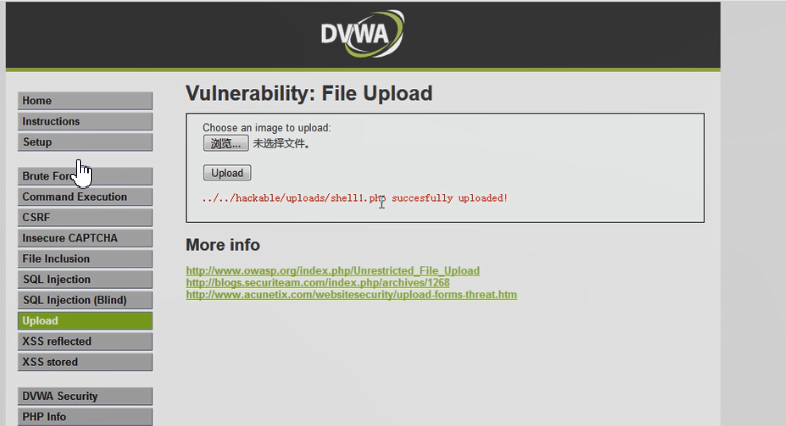 DVWA
Home
Instructions
Setup
Brute For
Command Execution
CSRF
Insecure CAPTCHA
File Inclusion
SQL Injection
SQL Injection (Blind)
Upload
XSS reflected
XSS stored
DVWA Security
PHP Info
Vulnerability: File Upload
Choose an image to upload:
浏览... 未选择文件。
Upload
../../hackable/uploads/shell1.php succesfully uploaded!
More info
http://www.owasp.org/index.php/Unrestricted_File_Upload
http://blogs.securiteam.com/index.php/archives/1268
http://www.acunetix.com/websitesecurity/upload-forms-threat.htm